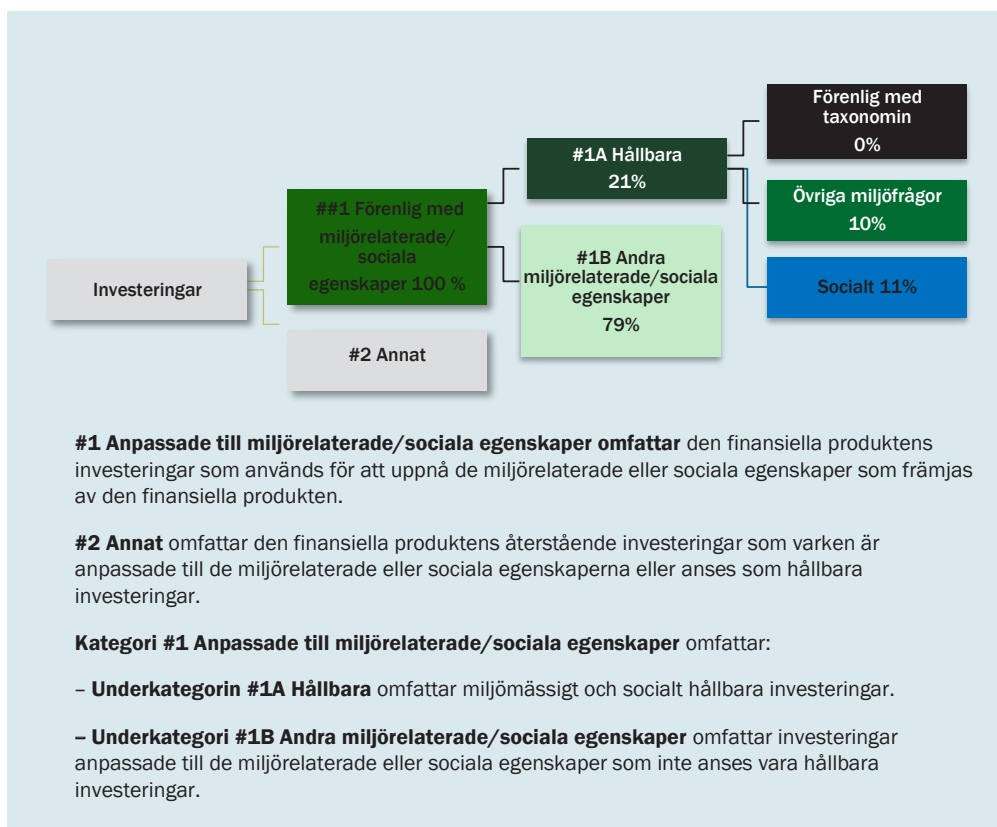 Investeringar
##1 Förenlig med
miljörelaterade/
sociala
egenskaper 100 %
#2 Annat
#1A Hållbara
21%
#1B Andra
miljörelaterade/sociala
egenskaper
79%
Förenlig med
taxonomin
0%
Övriga miljöfrågor
10%
Socialt 11%
#1 Anpassade till miljörelaterade/sociala egenskaper omfattar den finansiella produktens
investeringar som används för att uppnå de miljörelaterade eller sociala egenskaper som främjas
av den finansiella produkten.
#2 Annat omfattar den finansiella produktens återstående investeringar som varken är
anpassade till de miljörelaterade eller sociala egenskaperna eller anses som hållbara
investeringar.
Kategori #1 Anpassade till miljörelaterade/sociala egenskaper omfattar:
– Underkategorin #1A Hållbara omfattar miljömässigt och socialt hållbara investeringar.
– Underkategori #1B Andra miljörelaterade/sociala egenskaper omfattar investeringar
anpassade till de miljörelaterade eller sociala egenskaper som inte anses vara hållbara
investeringar.